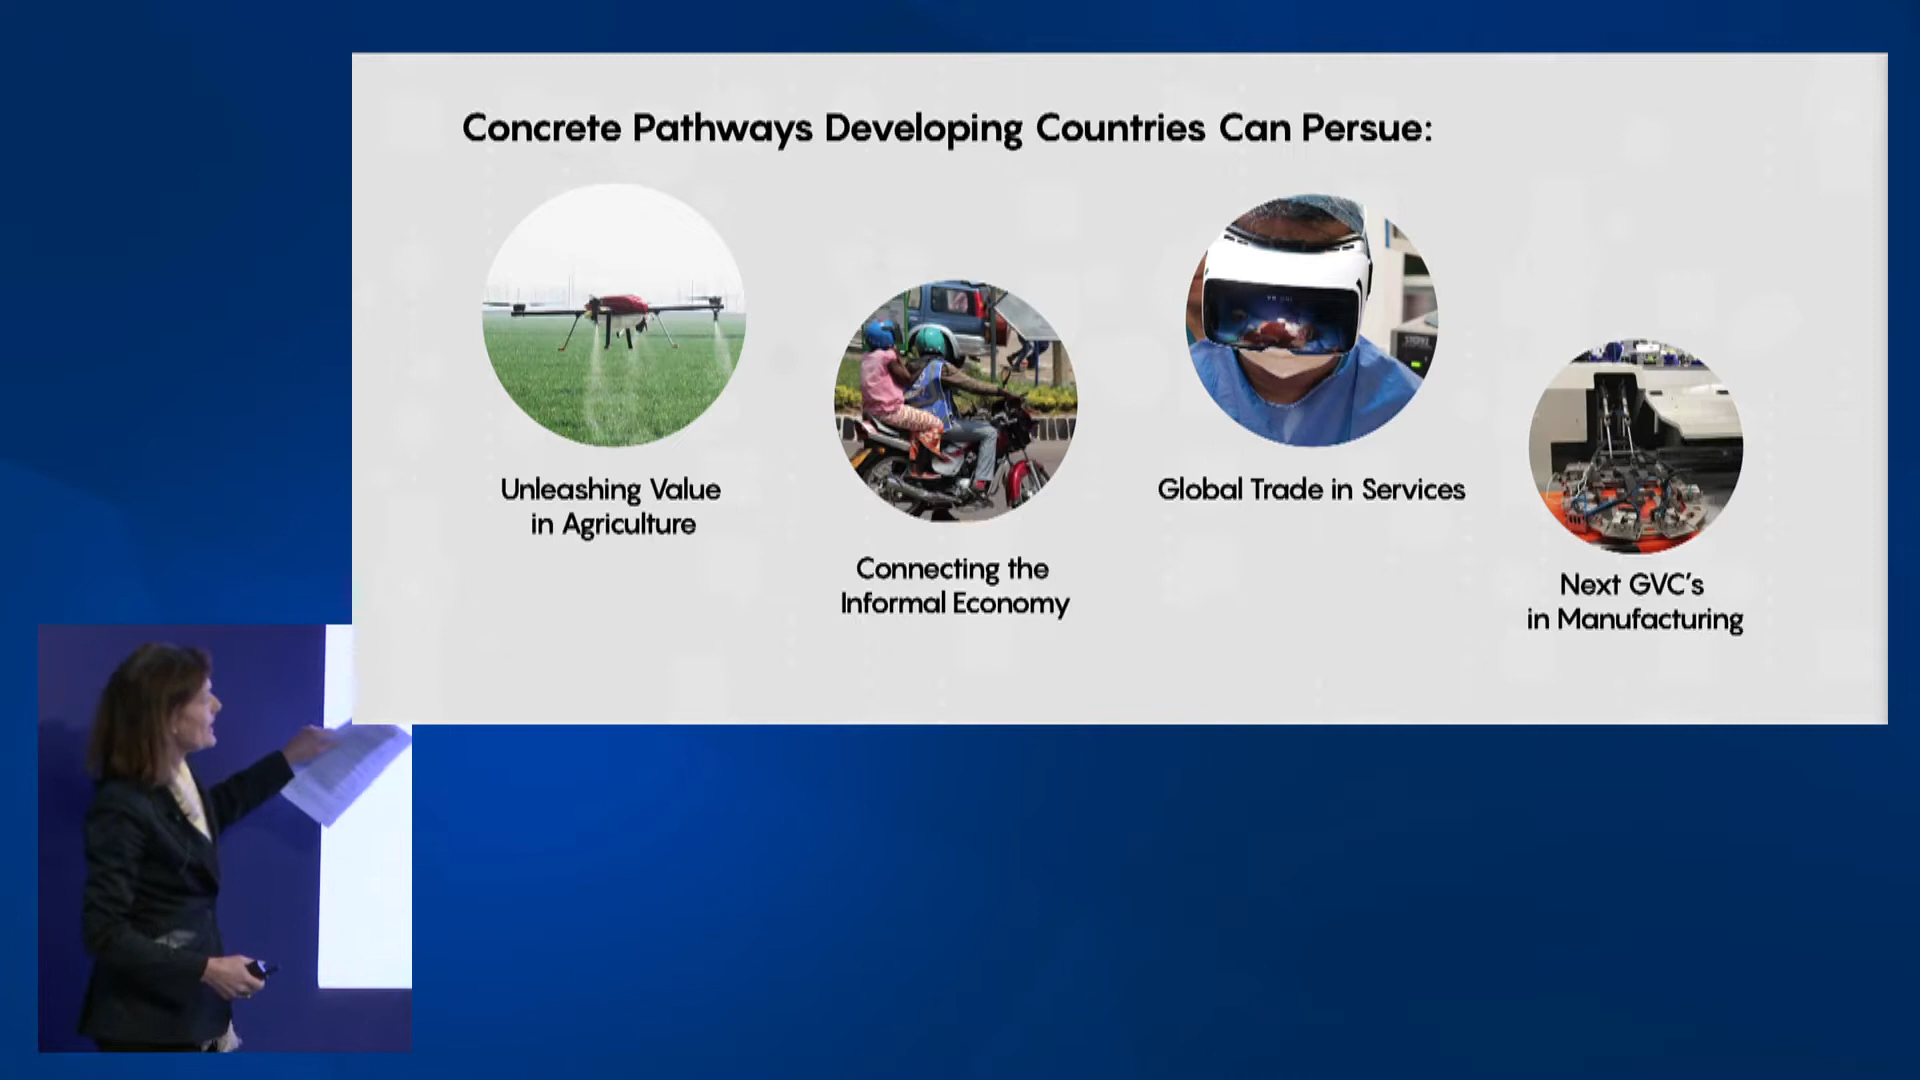 Concrete Pathways Developing Countries Can Persue:
Unleashing Value
in Agriculture
Connecting the
Informal Economy
Global Trade in Services
Next GVC's
in Manufacturing